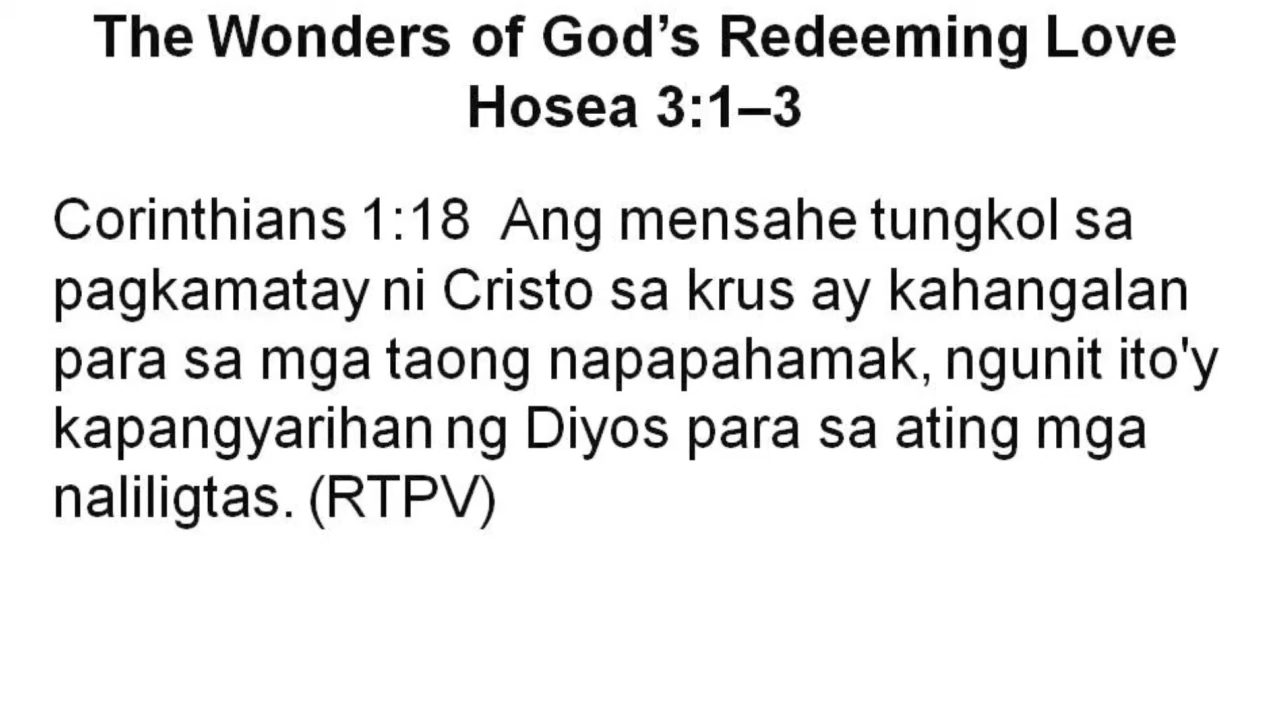 The Wonders of God’s Redeeming Love
Hosea 3:1–3
Corinthians 1:18 Ang mensahe tungkol sa
pagkamatay ni Cristo sa krus ay kahangalan
para sa mga taong napapahamak, ngunit ito'y
kapangyarihan ng Diyos para sa ating mga
naliligtas. (RTPV)